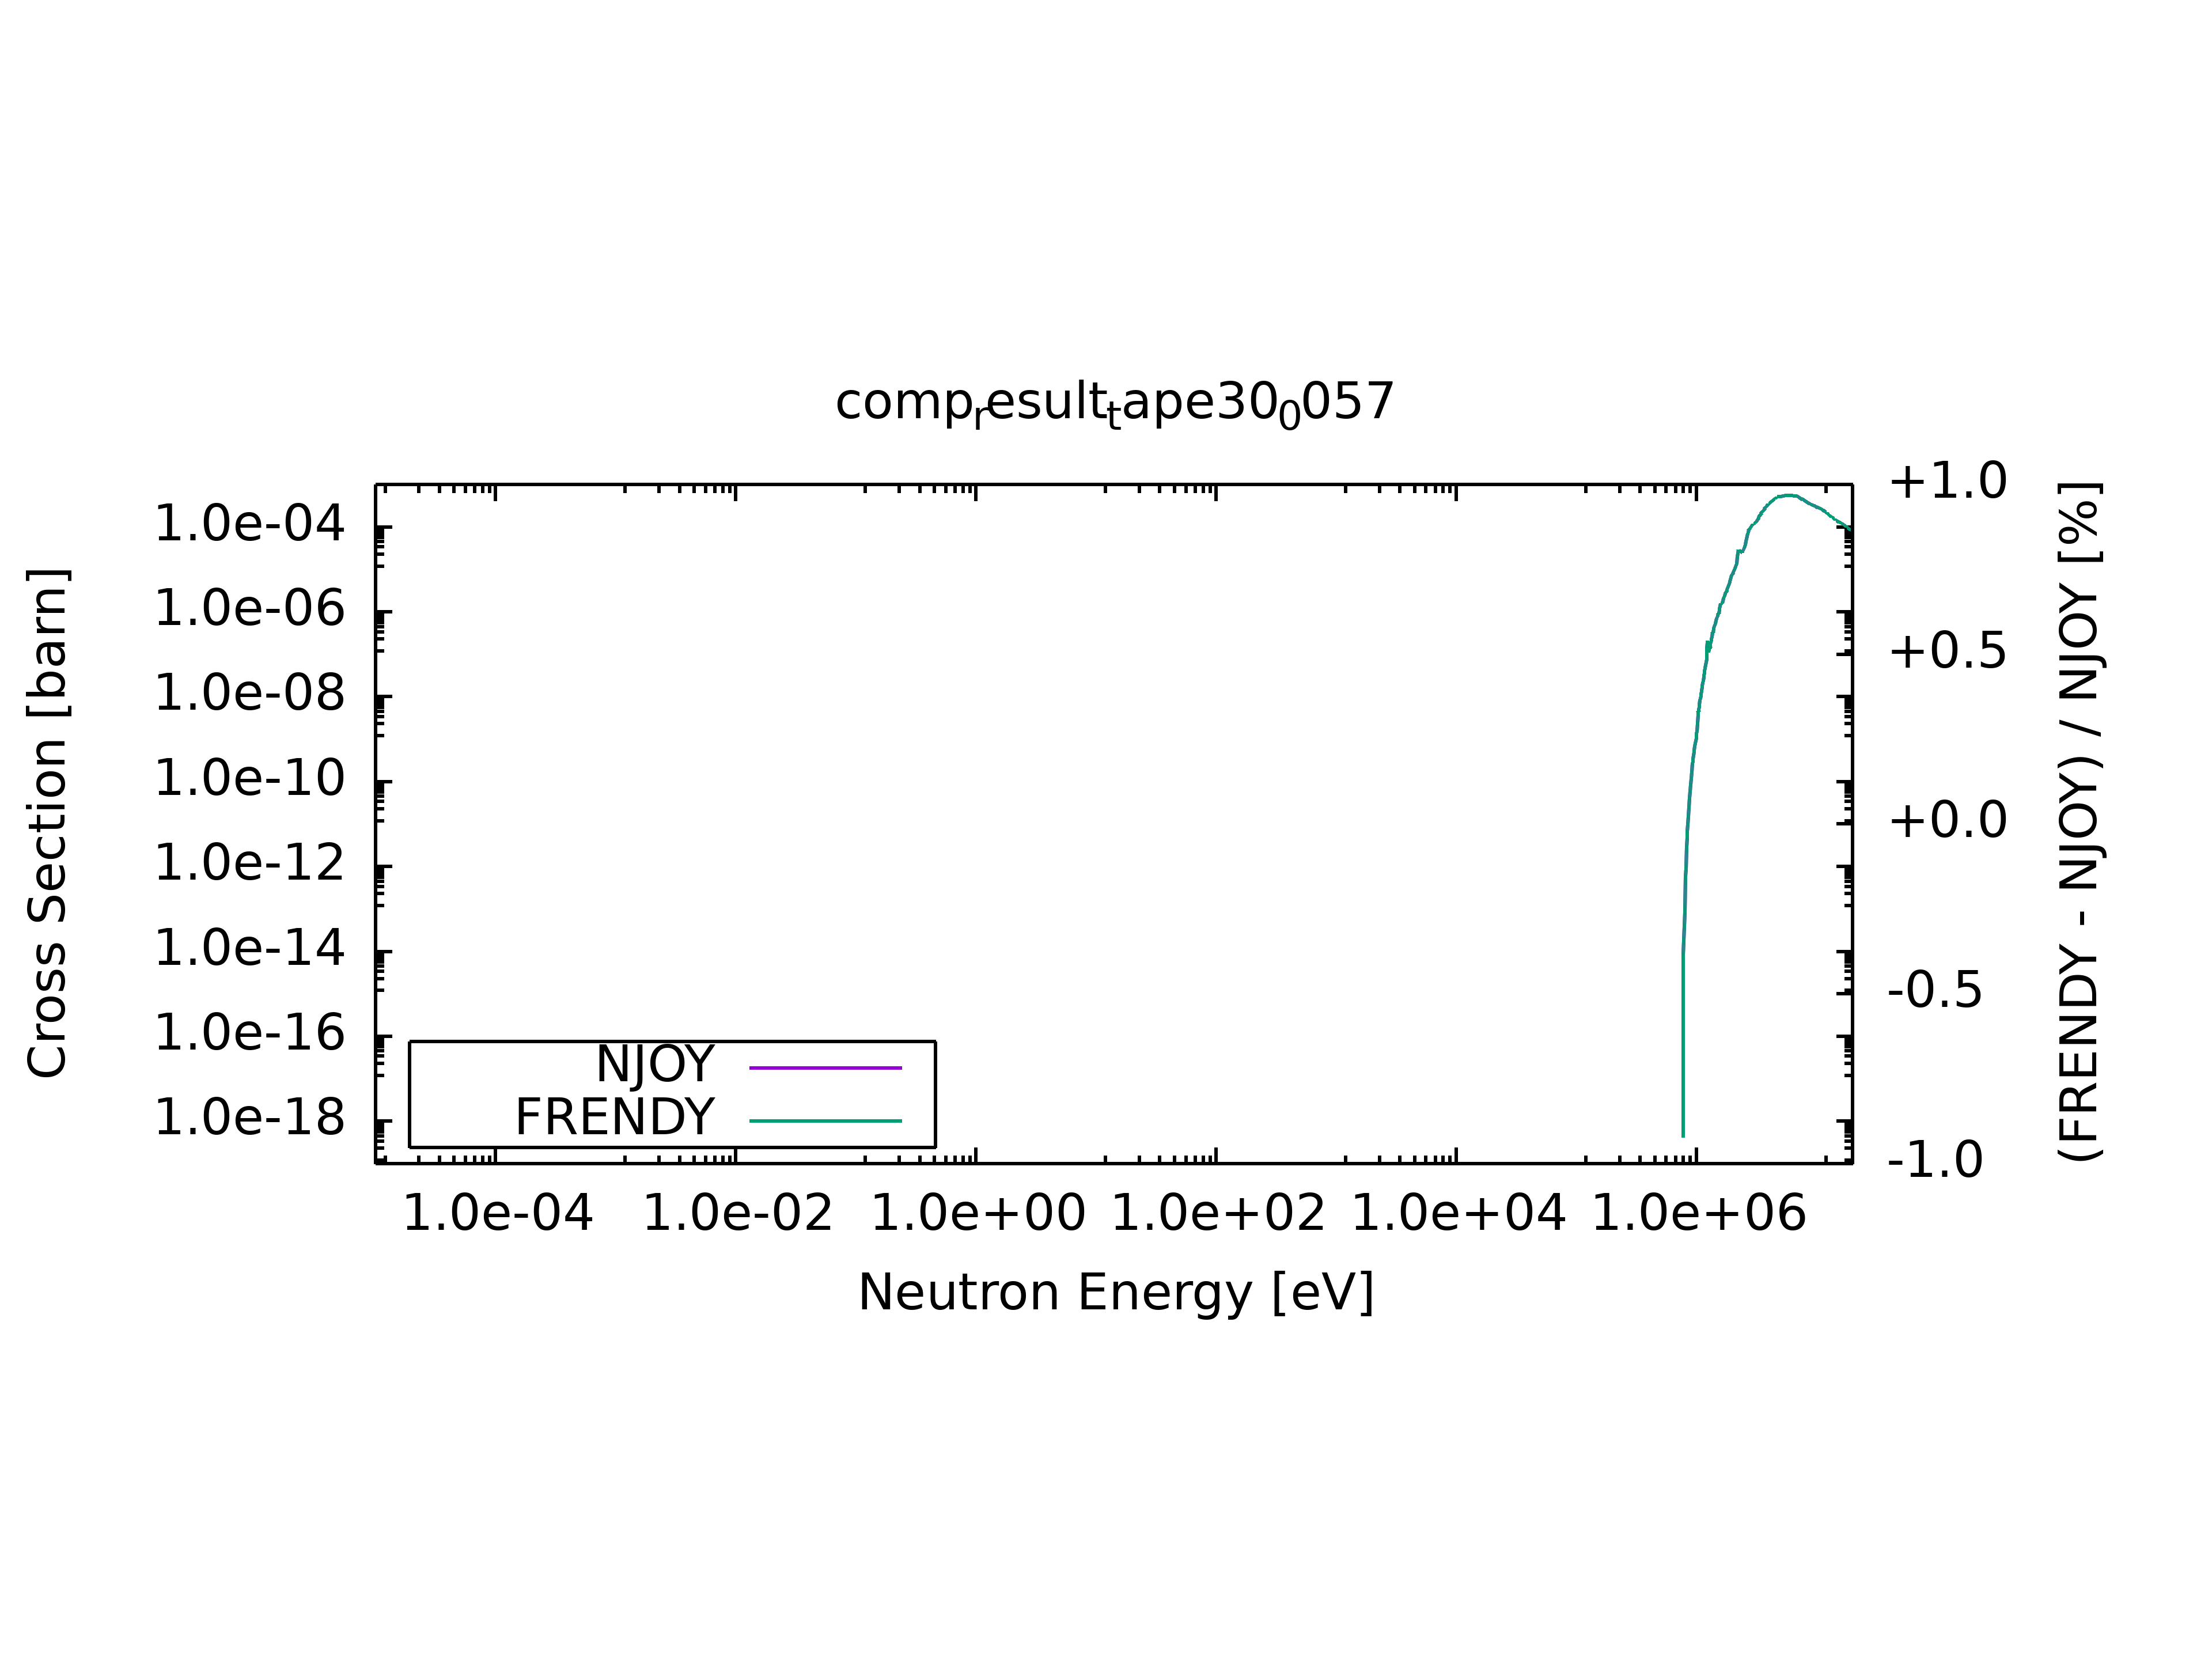 comp_result_tape30_0057
1.0e-04
1.0e-06
1.0e-08
1.0e-10
1.0e-12
1.0e-14
1.0e-16
1.0e-18
Cross Section [barn]
+1.0
+0.5
+0.0
-0.5
-1.0
(FRENDY - NJOY) / NJOY [%]
NJOY
FRENDY
1.0e-04 1.0e-02 1.0e+00 1.0e+02 1.0e+04 1.0e+06
Neutron Energy [eV]